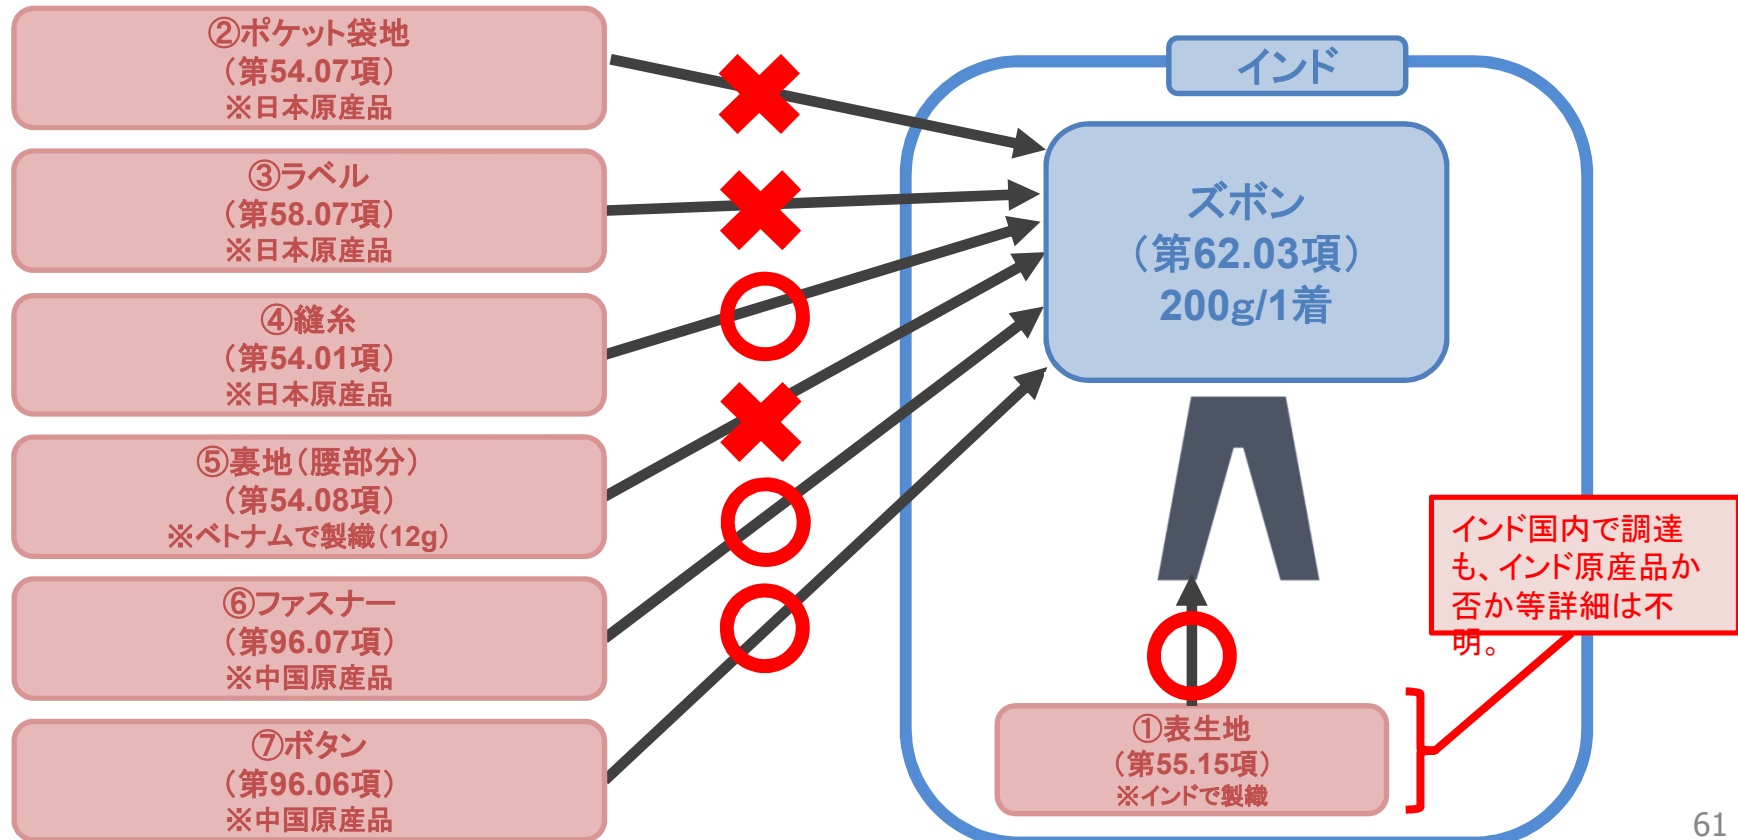 ②ポケット袋地
（第54.07項）
※日本原産品
③ラベル
（第58.07項）
※日本原産品
④縫糸
（第54.01項）
※日本原産品
⑤裏地（腰部分）
（第54.08項）
※ベトナムで製織（12g）
⑥ファスナー
（第96.07項）
※中国原産品
⑦ボタン
（第96.06項）
※中国原産品
インド
ズボン
（第62.03項）
200g/1着
①表生地
（第55.15項）
※インドで製織
インド国内で調達
も、インド原産品か
否か等詳細は不
明。
61